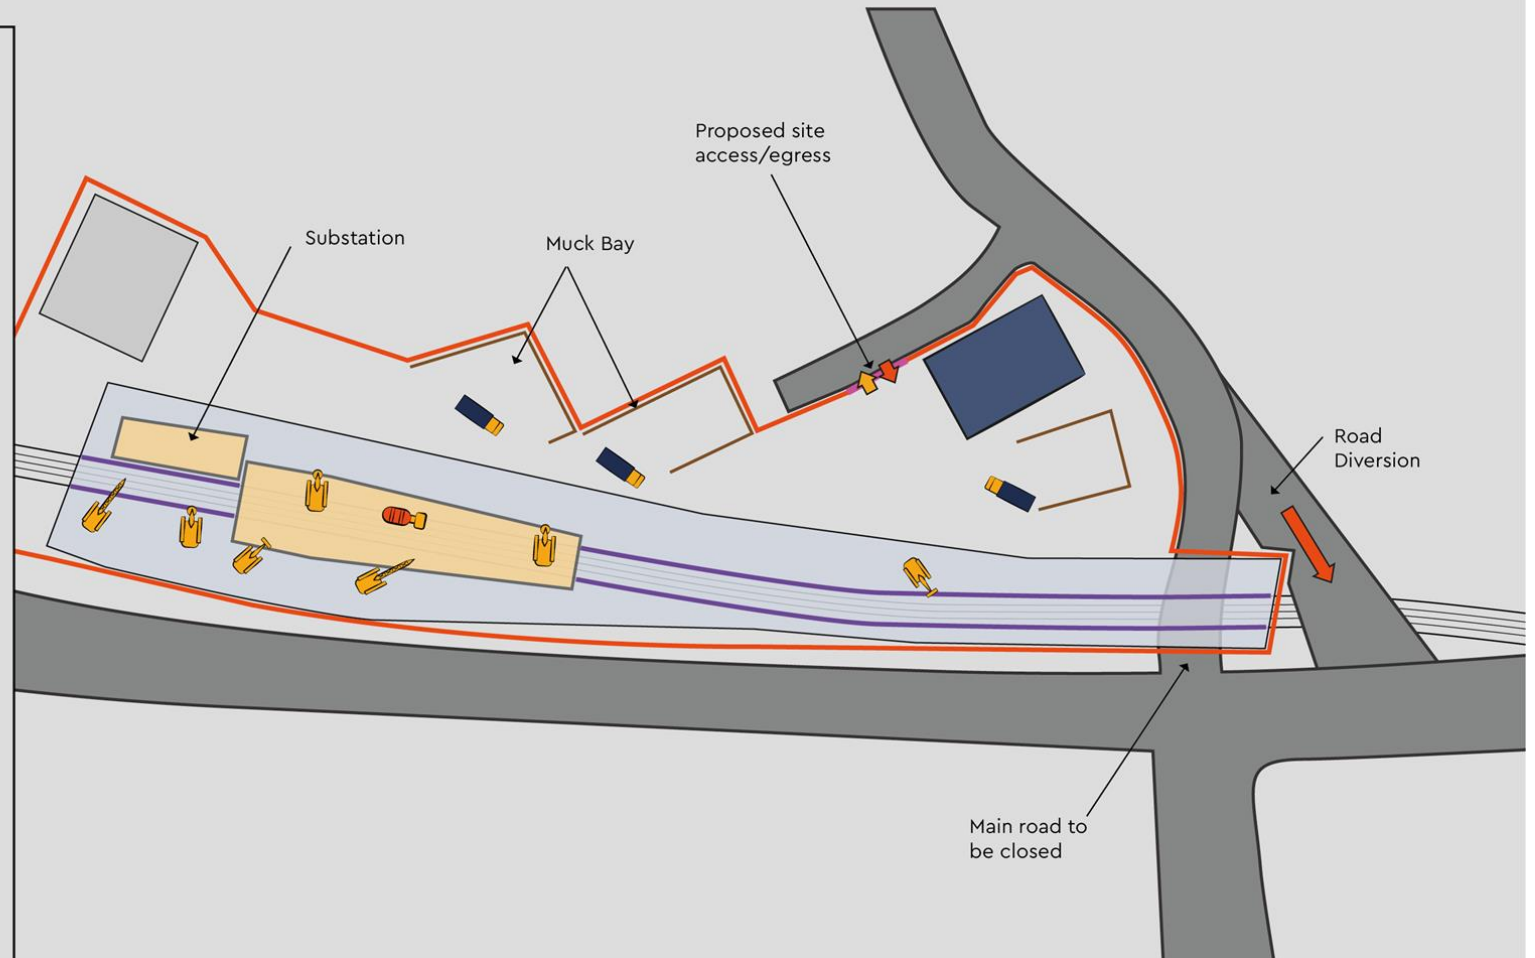 Proposed site
access/egress
Substation
Muck Bay
Road
Diversion
Main road to
be closed